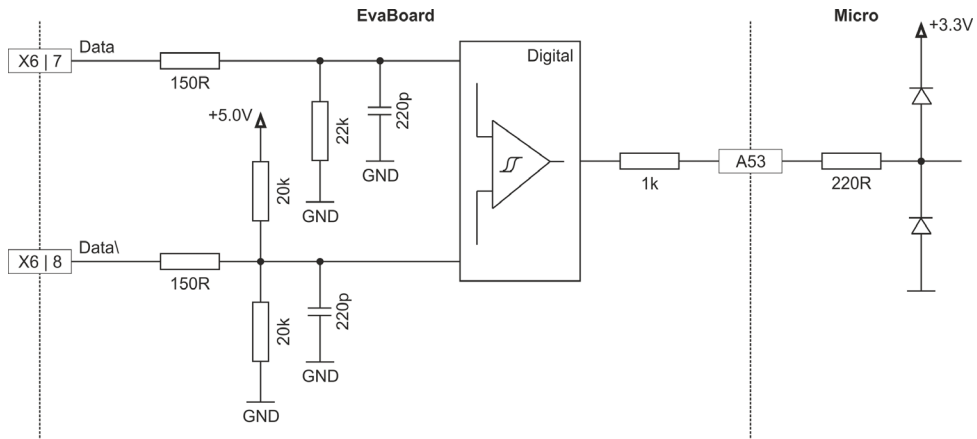 EvaBoard
Micro
X6 | 7
Data
150R
22k
220p
GND
GND
Digital
+3.3V
+5.0V
20k
1k
A53
220R
X6 | 8
Data\
150R
20k
220p
GND
GND